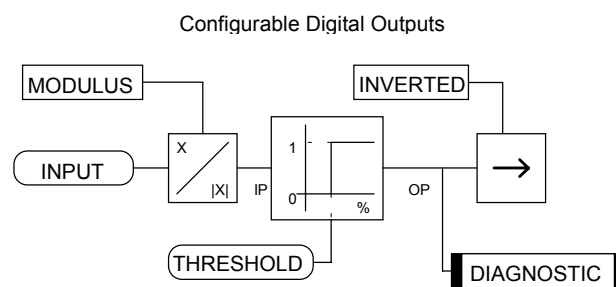 Configurable Digital Outputs
MODULUS
INVERTED
INPUT
X
|X|
IP
1
0
%
OP
THRESHOLD
DIAGNOSTIC